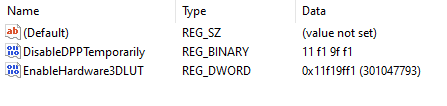 Name Type Data
(Default) REG_SZ (value not set)
DisableDPPTemporarily REG_BINARY 11 f1 9f f1
EnableHardware3DLUT REG_DWORD 0x11f19ff1 (301047793)